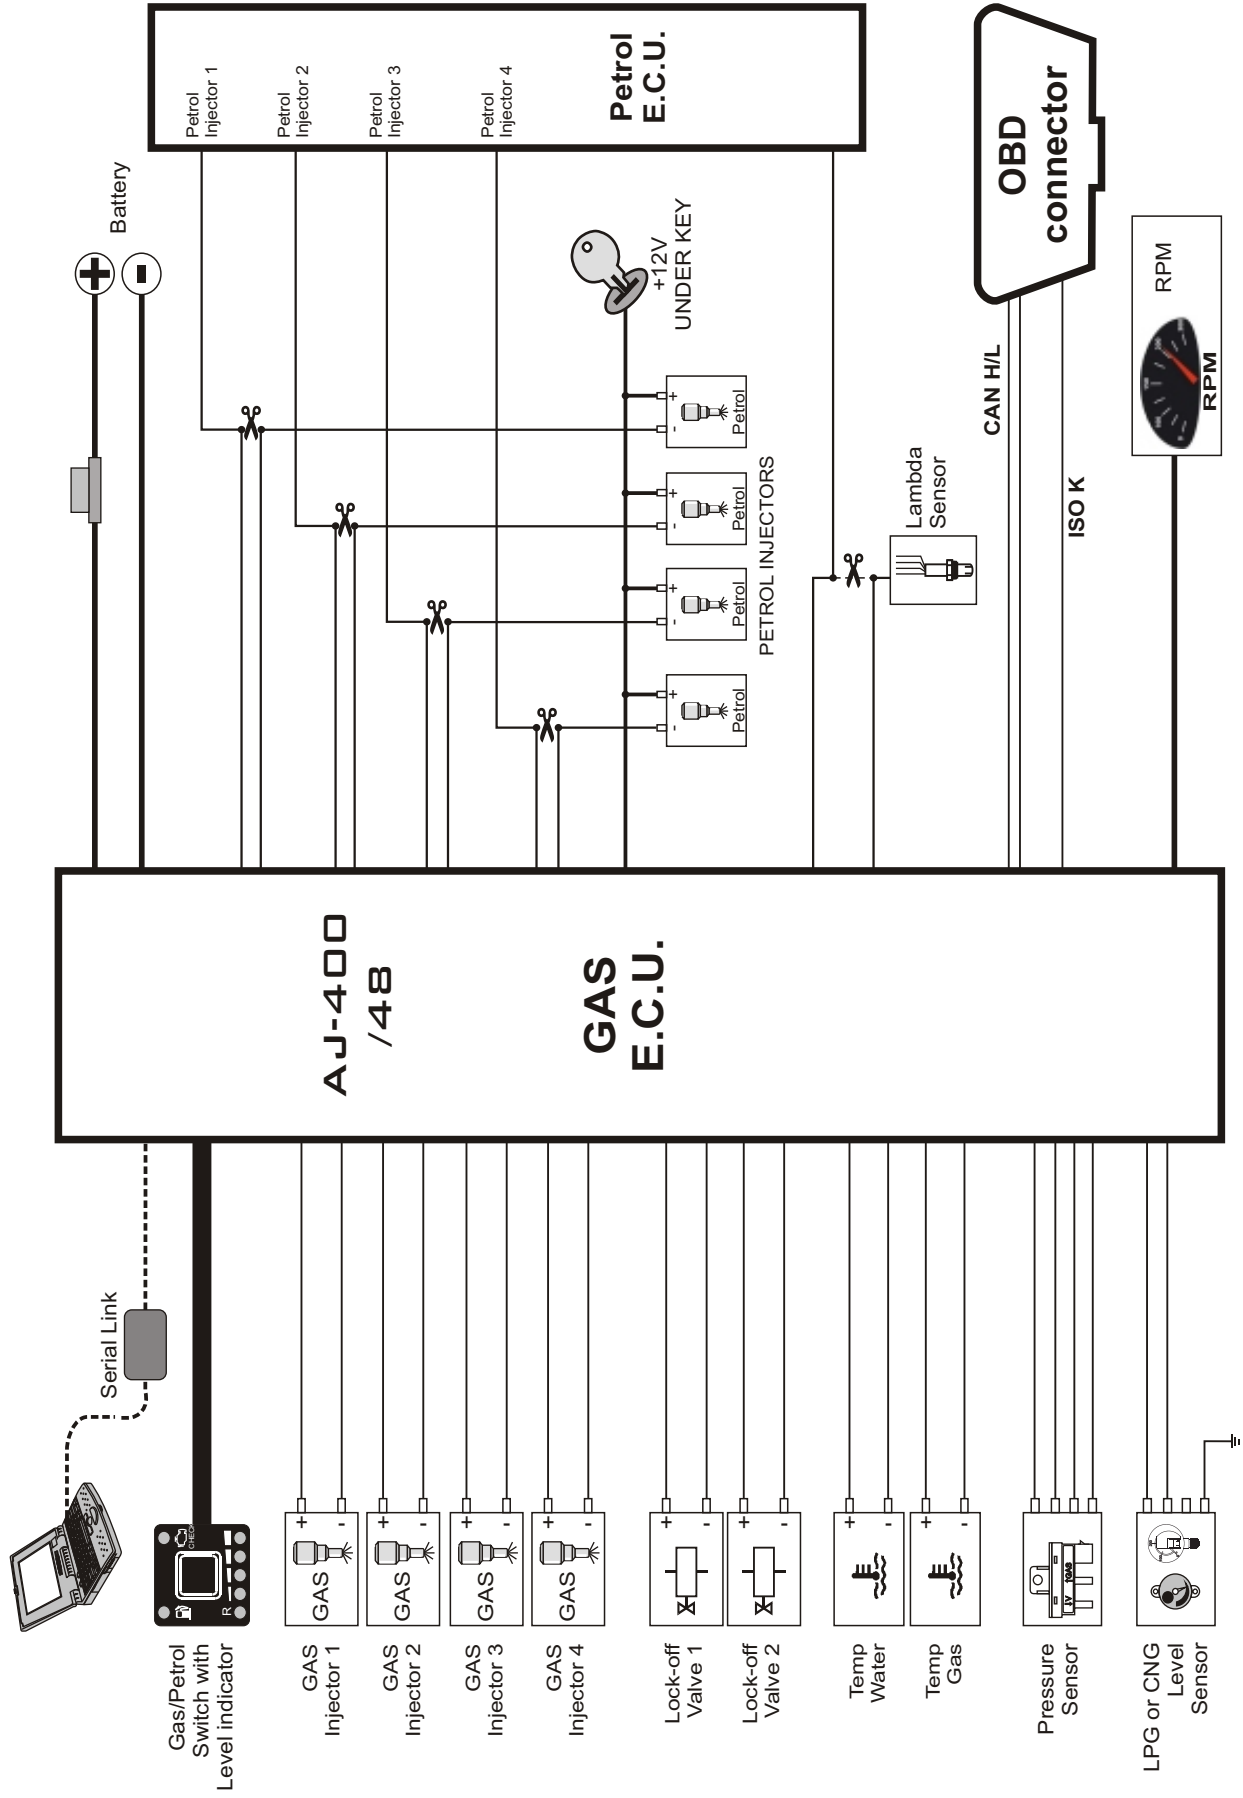 Petrol
Injector 1
Petrol
Injector 2
Petrol
Injector 3
Petrol
Injector 4
Petrol
E.C.U.
Battery
+
-
+12V
UNDER KEY
OBD
connector
RPM
RPM
CAN H/L
ISO K
+
-
Petrol
+
-
Petrol
+
-
Petrol
+
-
Petrol
PETROL INJECTORS
Lambda
Sensor
AJ-400
/48
GAS
E.C.U.
Serial Link
CHECK
R
Gas/Petrol
Switch with
Level indicator
+
-
GAS
GAS
Injector 1
+
-
GAS
GAS
Injector 2
+
-
GAS
GAS
Injector 3
+
-
GAS
GAS
Injector 4
+
-
Lock-off
Valve 1
+
-
Lock-off
Valve 2
+
-
Temp
Water
+
-
Temp
Gas
↓V
↑GAS
Pressure
Sensor
LPG or CNG
Level
Sensor